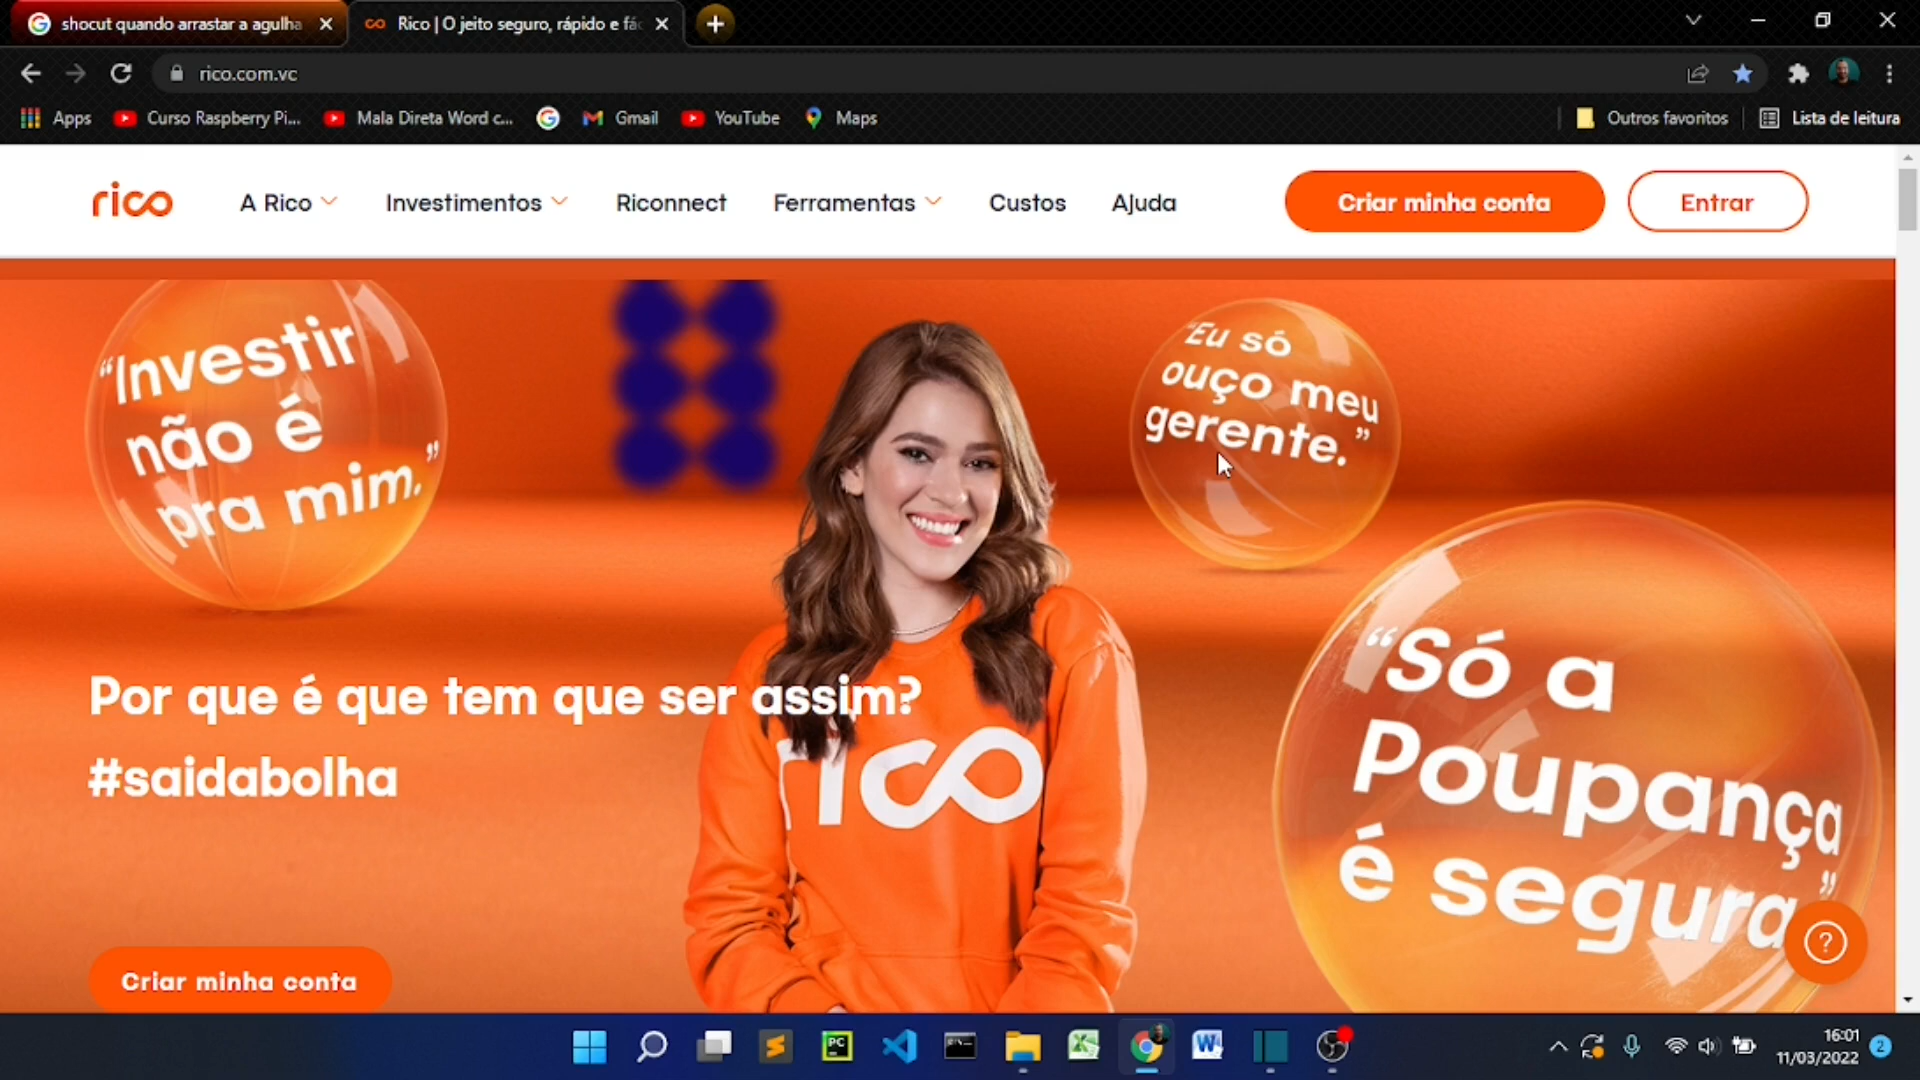 shocut quando arrastar a agulha
Rico | O jeito seguro, rápido e fác
rico.com.vc
Apps
Curso Raspberry Pi...
Mala Direta Word c...
Gmail
YouTube
Maps
Outros favoritos
Lista de leitura
rico
A Rico
Investimentos
Riconnect
Ferramentas
Custos
Ajuda
Criar minha conta
Entrar
“Investir
não é
pra mim.”
“Eu só
ouço meu
gerente.”
“Só a
Poupança
é segura”
Por que é que tem que ser assim?
#saidabolha
rico
Criar minha conta
?
PC
16:01
11/03/2022
2